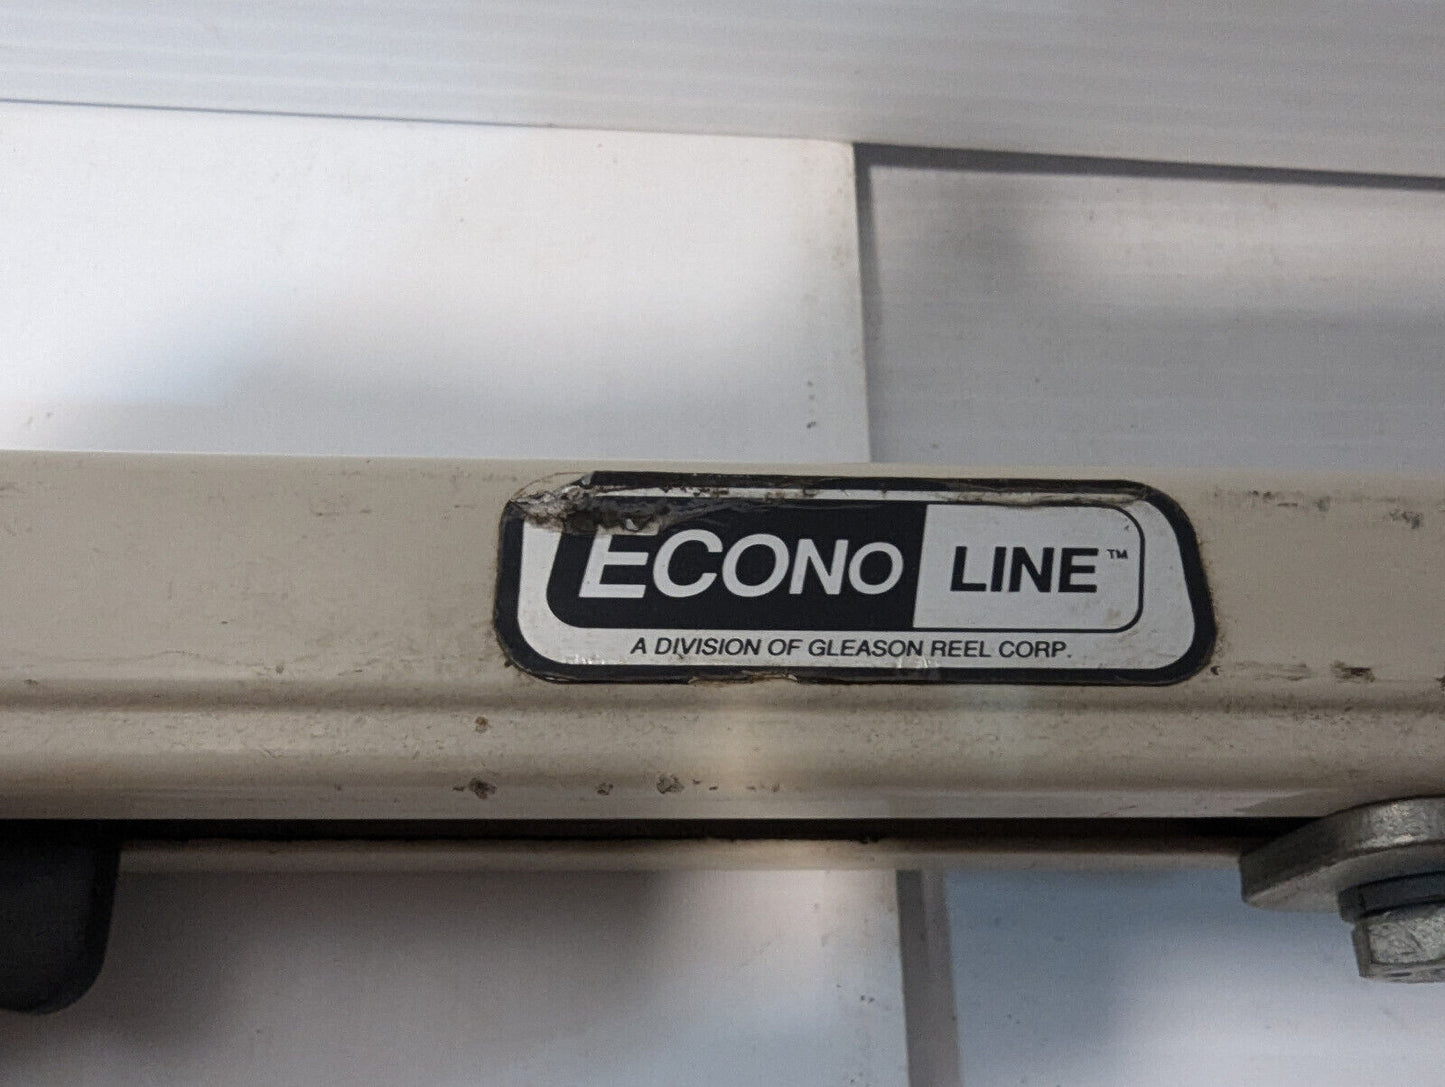 ECONO LINE™
A DIVISION OF GLEASON REEL CORP.